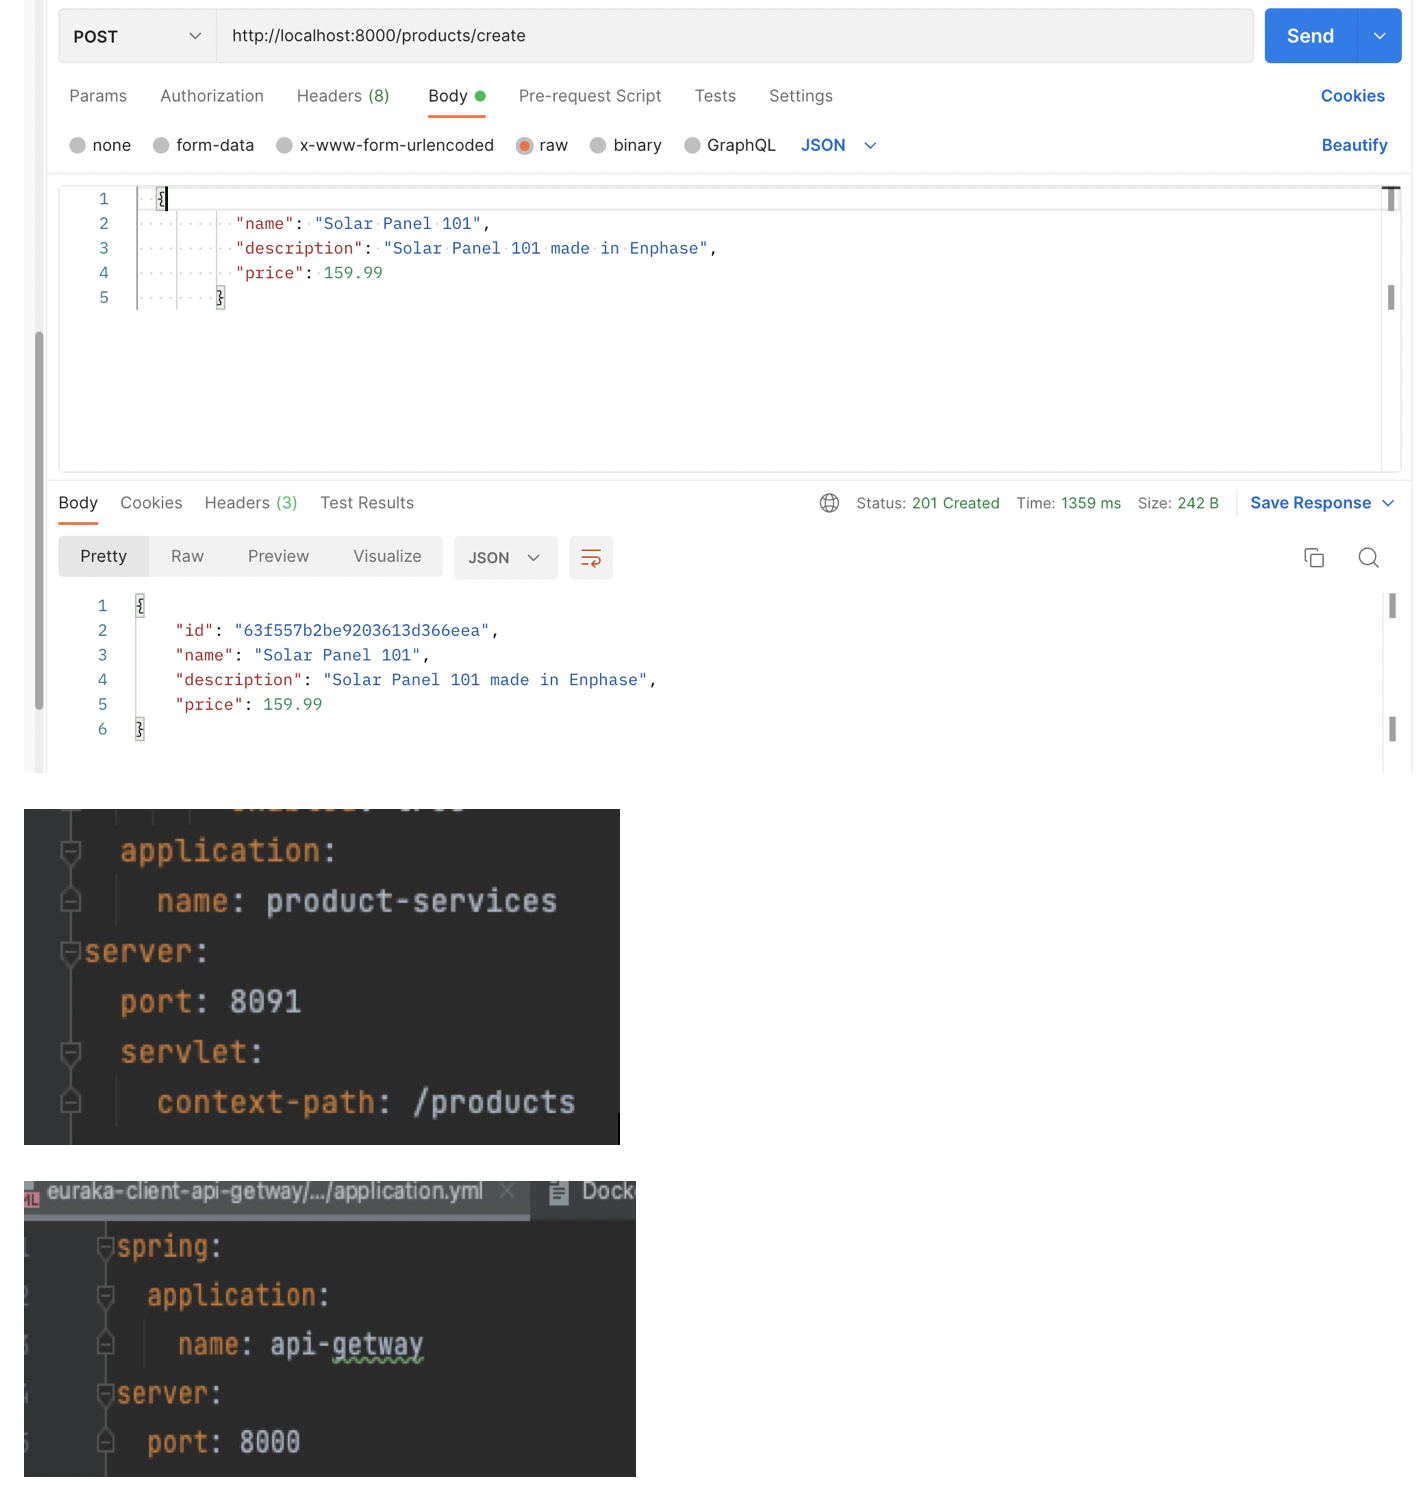 POST http://localhost:8000/products/create Send
Params Authorization Headers (8) Body Pre-request Script Tests Settings Cookies
none form-data x-www-form-urlencoded raw binary GraphQL JSON Beautify
1 {
2 "name": "Solar Panel 101",
3 "description": "Solar Panel 101 made in Enphase",
4 "price": 159.99
5 }
Body Cookies Headers (3) Test Results Status: 201 Created Time: 1359 ms Size: 242 B Save Response
Pretty Raw Preview Visualize JSON
1 {
2 "id": "63f557b2be9203613d366eea",
3 "name": "Solar Panel 101",
4 "description": "Solar Panel 101 made in Enphase",
5 "price": 159.99
6 }
application:
name: product-services
server:
port: 8091
servlet:
context-path: /products
euraka-client-api-getway/.../application.yml Dock
spring:
application:
name: api-getway
server:
port: 8000